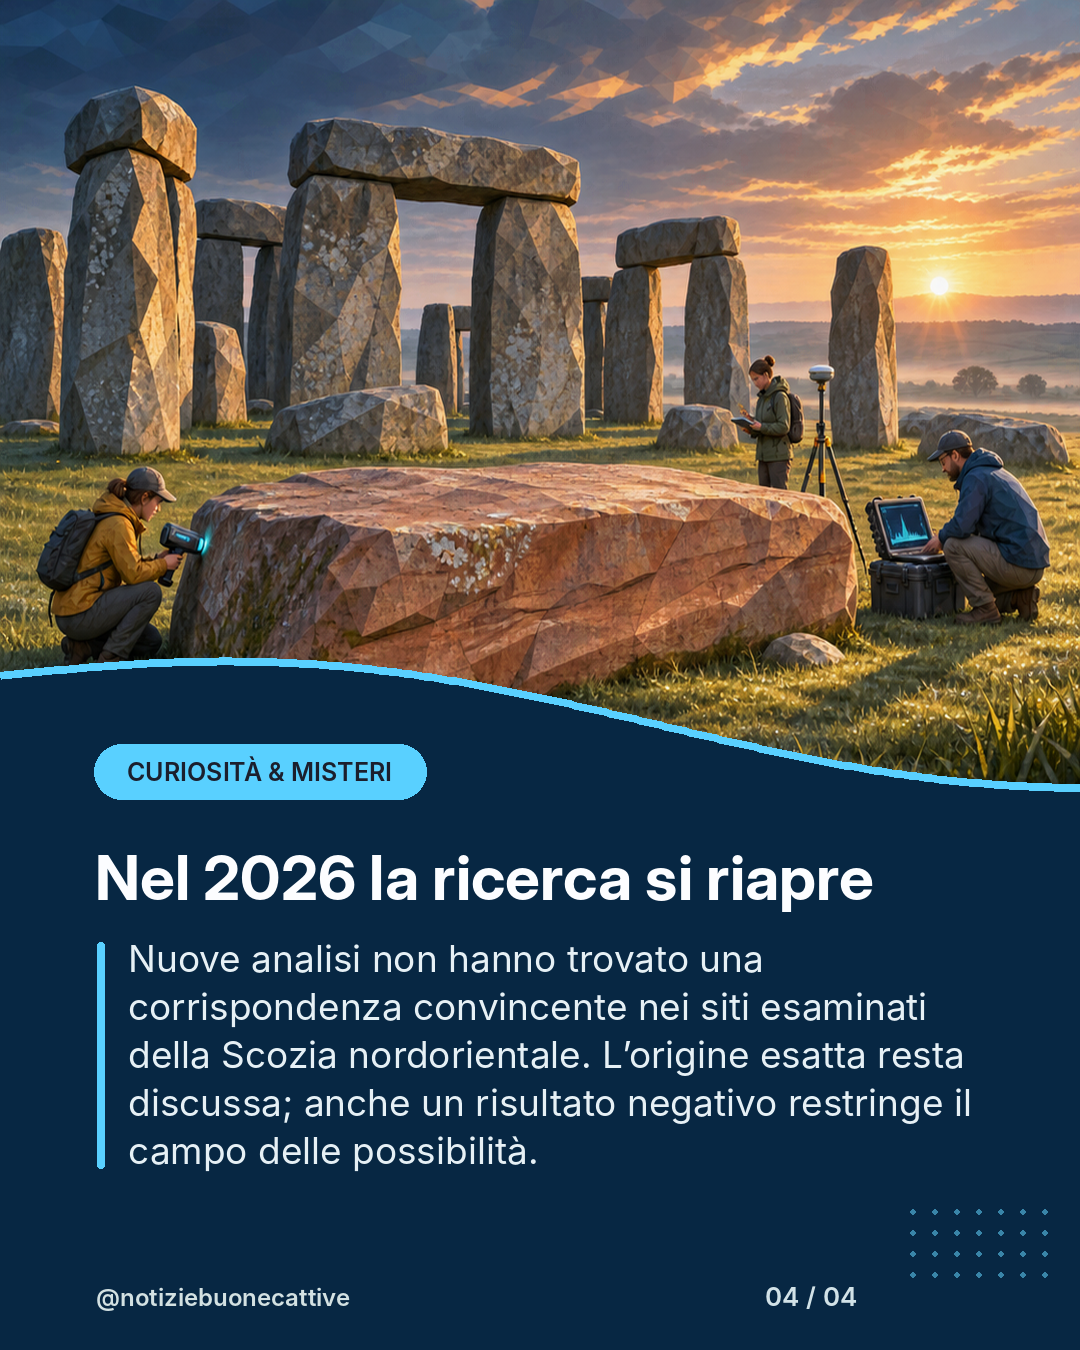 CURIOSITÀ & MISTERI
Nel 2026 la ricerca si riapre
Nuove analisi non hanno trovato una
corrispondenza convincente nei siti esaminati
della Scozia nordorientale. L’origine esatta resta
discussa; anche un risultato negativo restringe il
campo delle possibilità.
@notiziebuonecattive
04 / 04